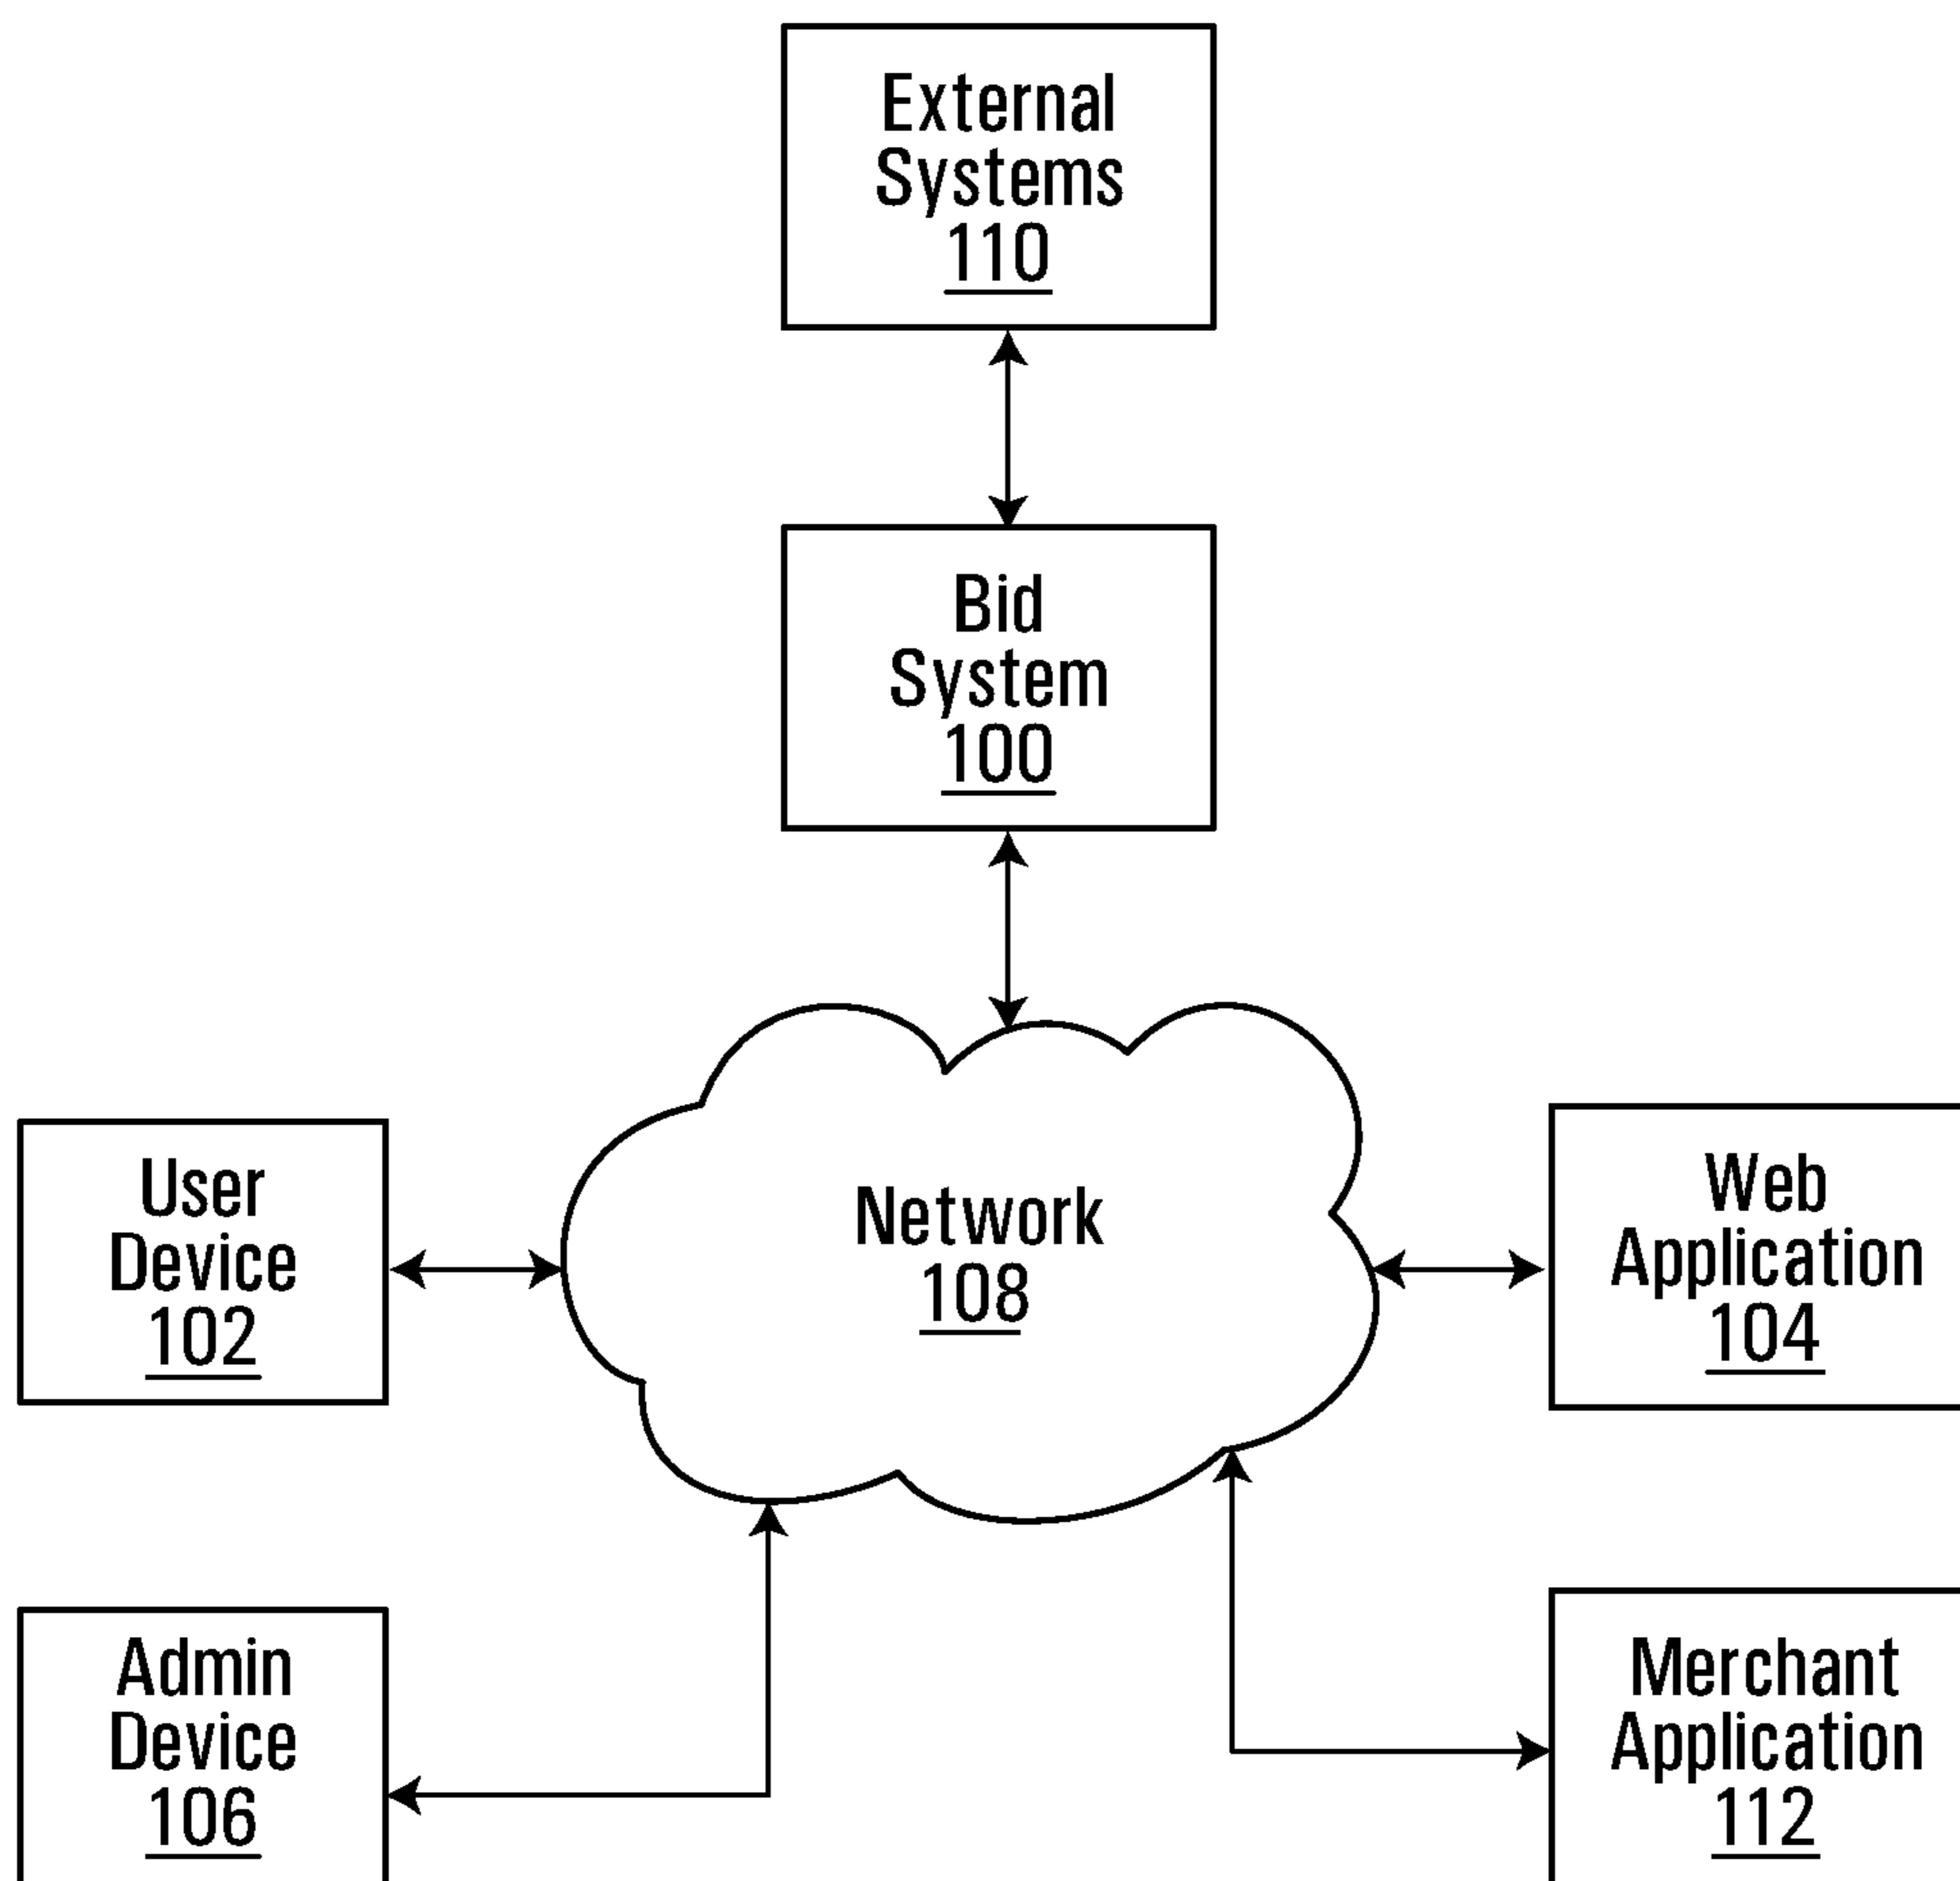 External
Systems
110
Bid
System
100
Network
108
User
Device
102
Web
Application
104
Admin
Device
106
Merchant
Application
112